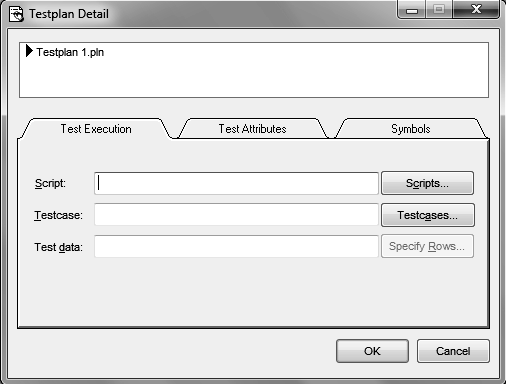 Testplan Detail
Testplan 1.pln
Test Execution Test Attributes Symbols
Script: Scripts...
Testcase: Testcases...
Test data: Specify Rows...
OK Cancel